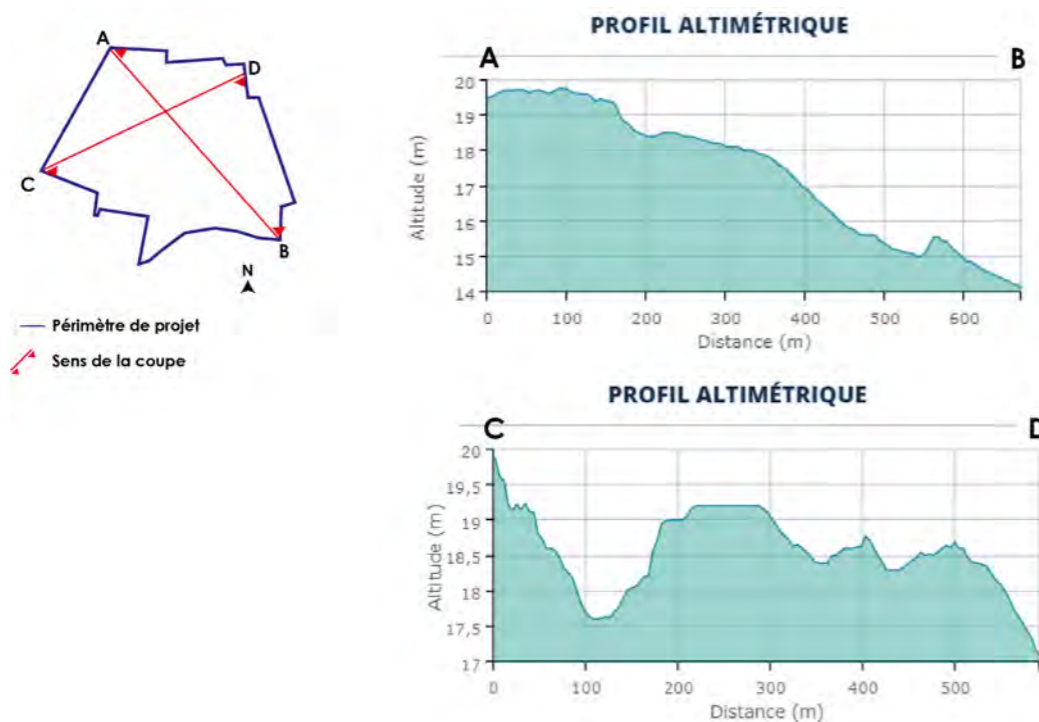 A
D
C
B
N
Périmètre de projet
Sens de la coupe
PROFIL ALTIMÉTRIQUE
A B
20
19
18
17
16
15
14
Altitude (m)
0 100 200 300 400 500 600
Distance (m)
PROFIL ALTIMÉTRIQUE
C D
20
19,5
19
18,5
18
17,5
17
Altitude (m)
0 100 200 300 400 500
Distance (m)